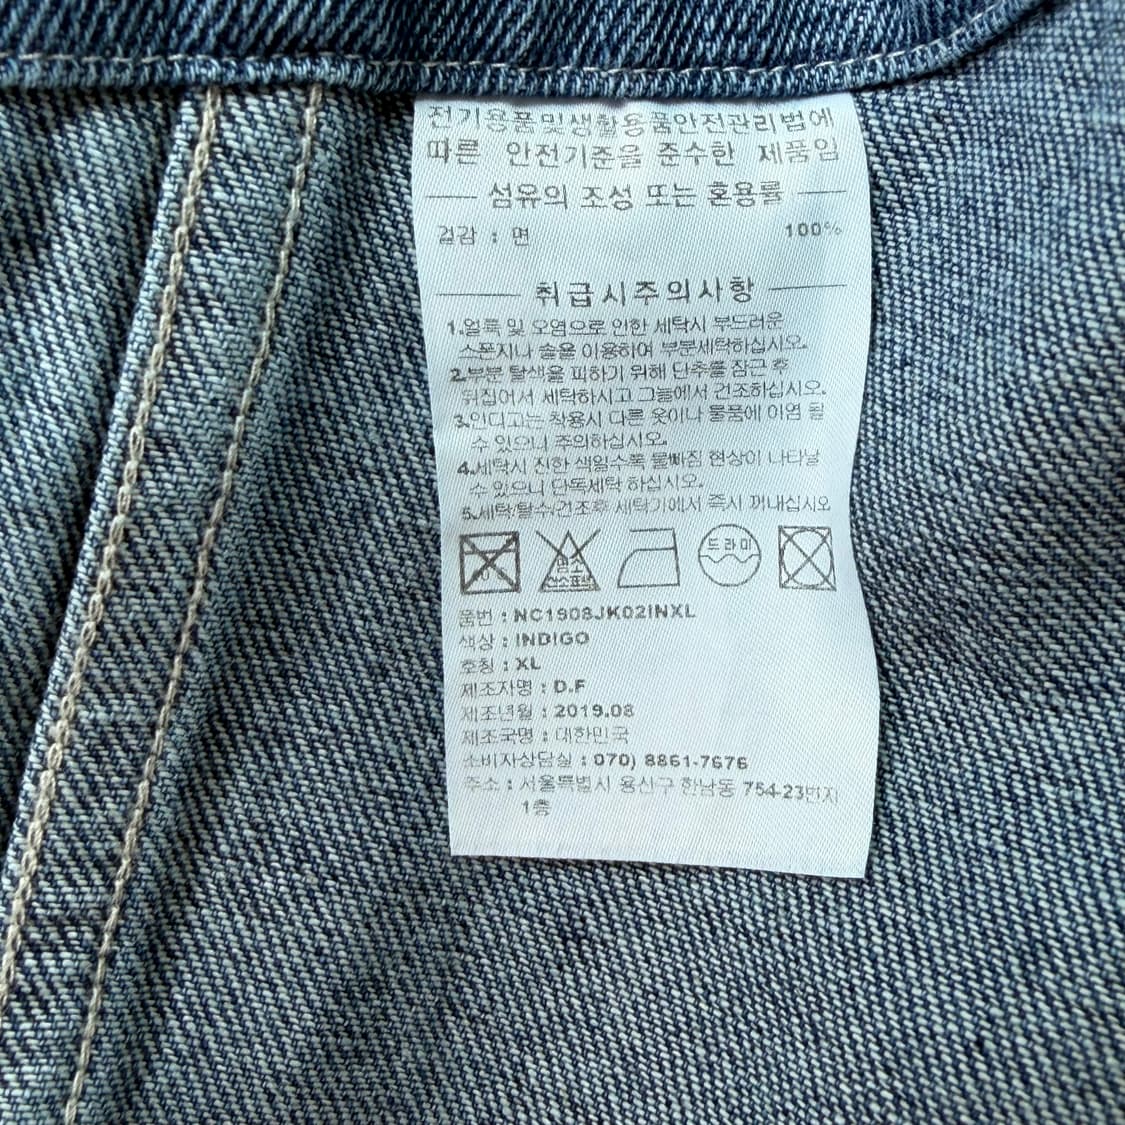 전기용품및생활용품안전관리법에
따른 안전기준을 준수한 제품임
섬유의 조성 또는 혼용률
겉감 : 면 100%
취급시주의사항
1.얼룩 및 오염으로 인한 세탁시 부드러운
스폰지나 솔을 이용하여 부분세탁하십시오.
2.부분 탈색을 피하기 위해 단추를 잠근 후
뒤집어서 세탁하시고 그늘에서 건조하십시오.
3.인디고는 착용시 다른 옷이나 물품에 이염 될
수 있으니 주의하십시오.
4.세탁시 진한 색일수록 물빠짐 현상이 나타날
수 있으니 단독세탁 하십시오.
5.세탁/탈수/건조후 세탁기에서 즉시 꺼내십시오
염소
산소표백
드라이
품번 : NC1908JK02INXL
색상 : INDIGO
호칭 : XL
제조자명 : D.F
제조년월 : 2019.08
제조국명 : 대한민국
소비자상담실 : 070) 8861-7676
주소 : 서울특별시 용산구 한남동 754-23번지
1층